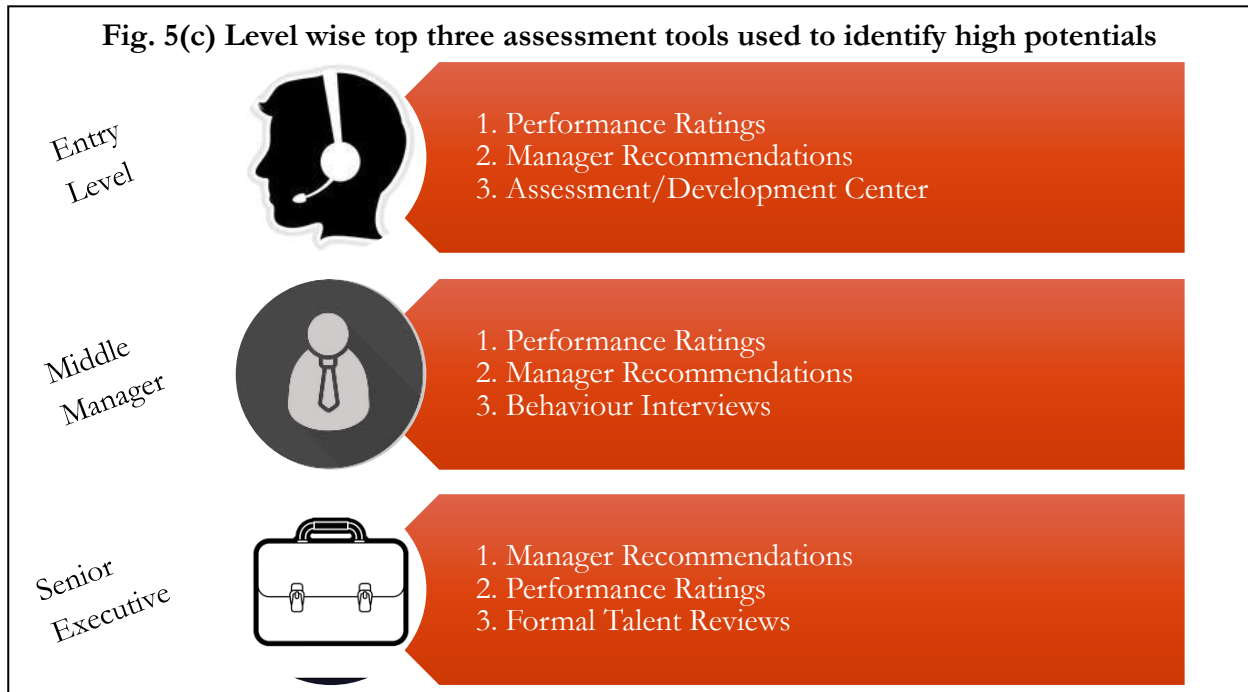 Fig. 5(c) Level wise top three assessment tools used to identify high potentials
Entry
Level
1. Performance Ratings
2. Manager Recommendations
3. Assessment/Development Center
Middle
Manager
1. Performance Ratings
2. Manager Recommendations
3. Behaviour Interviews
Senior
Executive
1. Manager Recommendations
2. Performance Ratings
3. Formal Talent Reviews